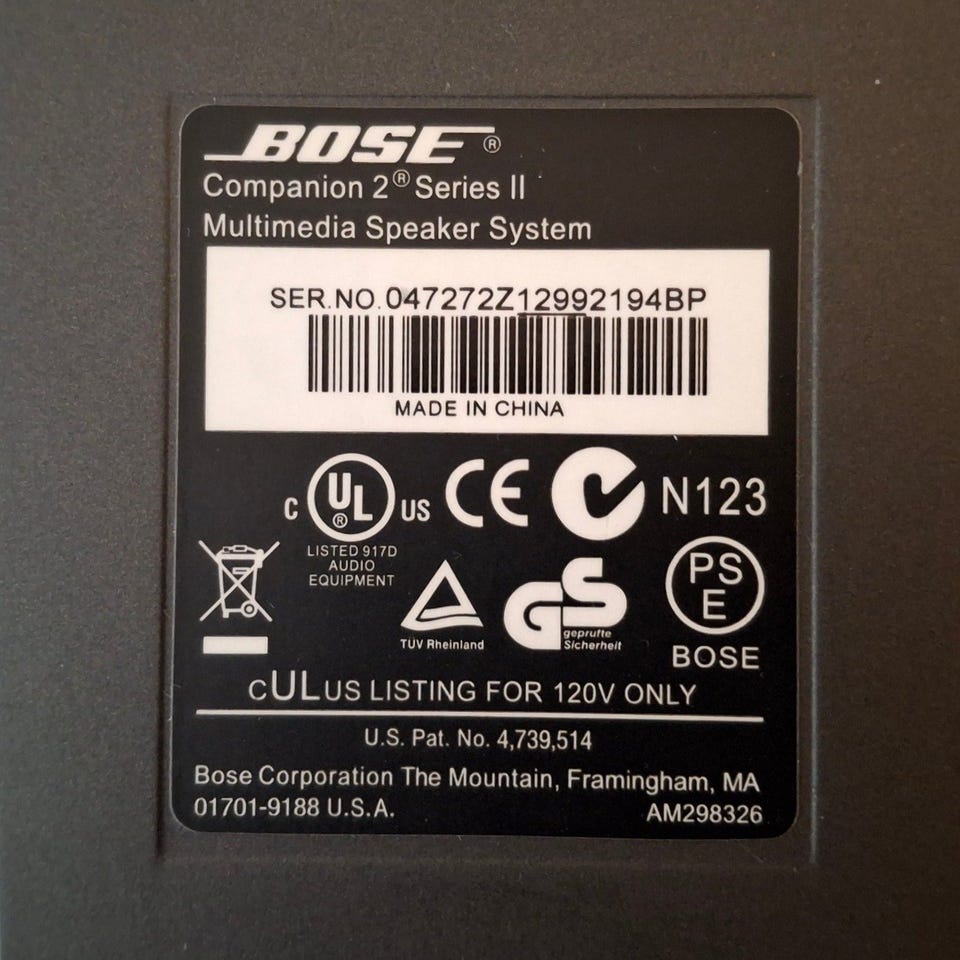 BOSE®
Companion 2® Series II
Multimedia Speaker System
SER.NO.047272Z12992194BP
MADE IN CHINA
C UL® US CE N123
LISTED 917D
AUDIO
EQUIPMENT
PS
E
TÜV Rheinland
GS
geprufte
Sicherheit
BOSE
CULUS LISTING FOR 120V ONLY
U.S. Pat. No. 4,739,514
Bose Corporation The Mountain, Framingham, MA
01701-9188 U.S.A. AM298326